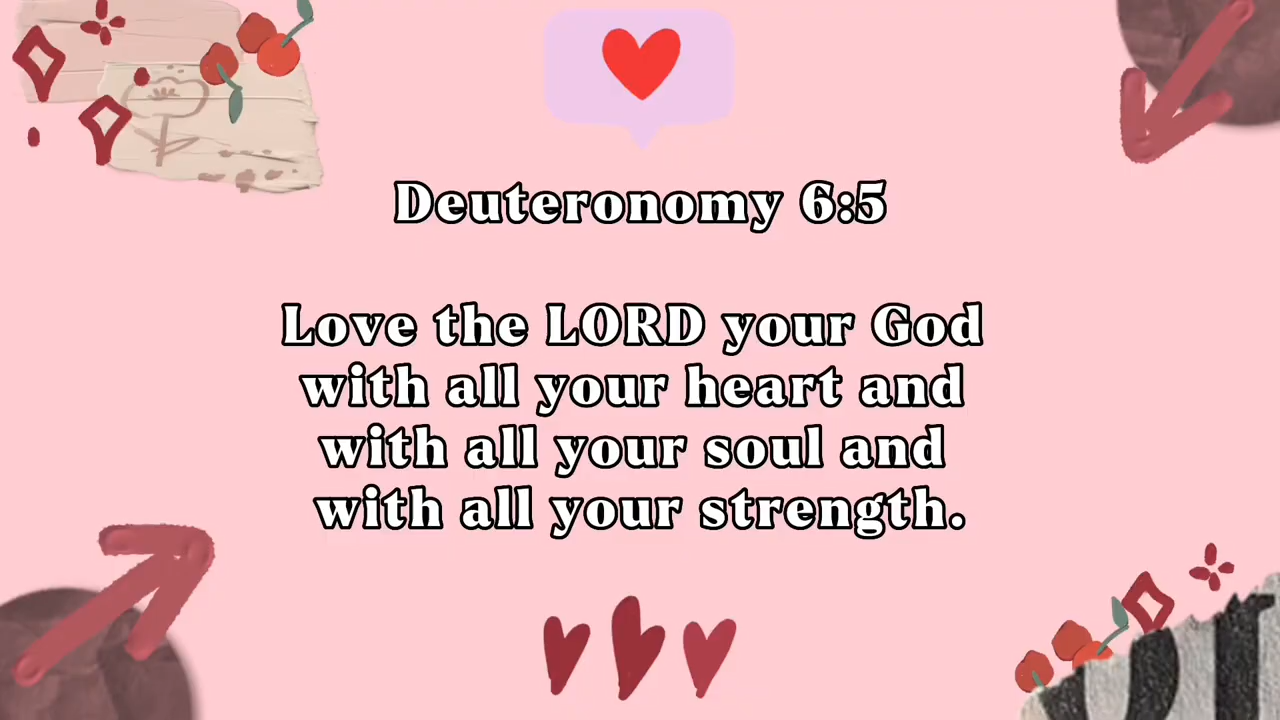 Deuteronomy 6:5
Love the LORD your God
with all your heart and
with all your soul and
with all your strength.